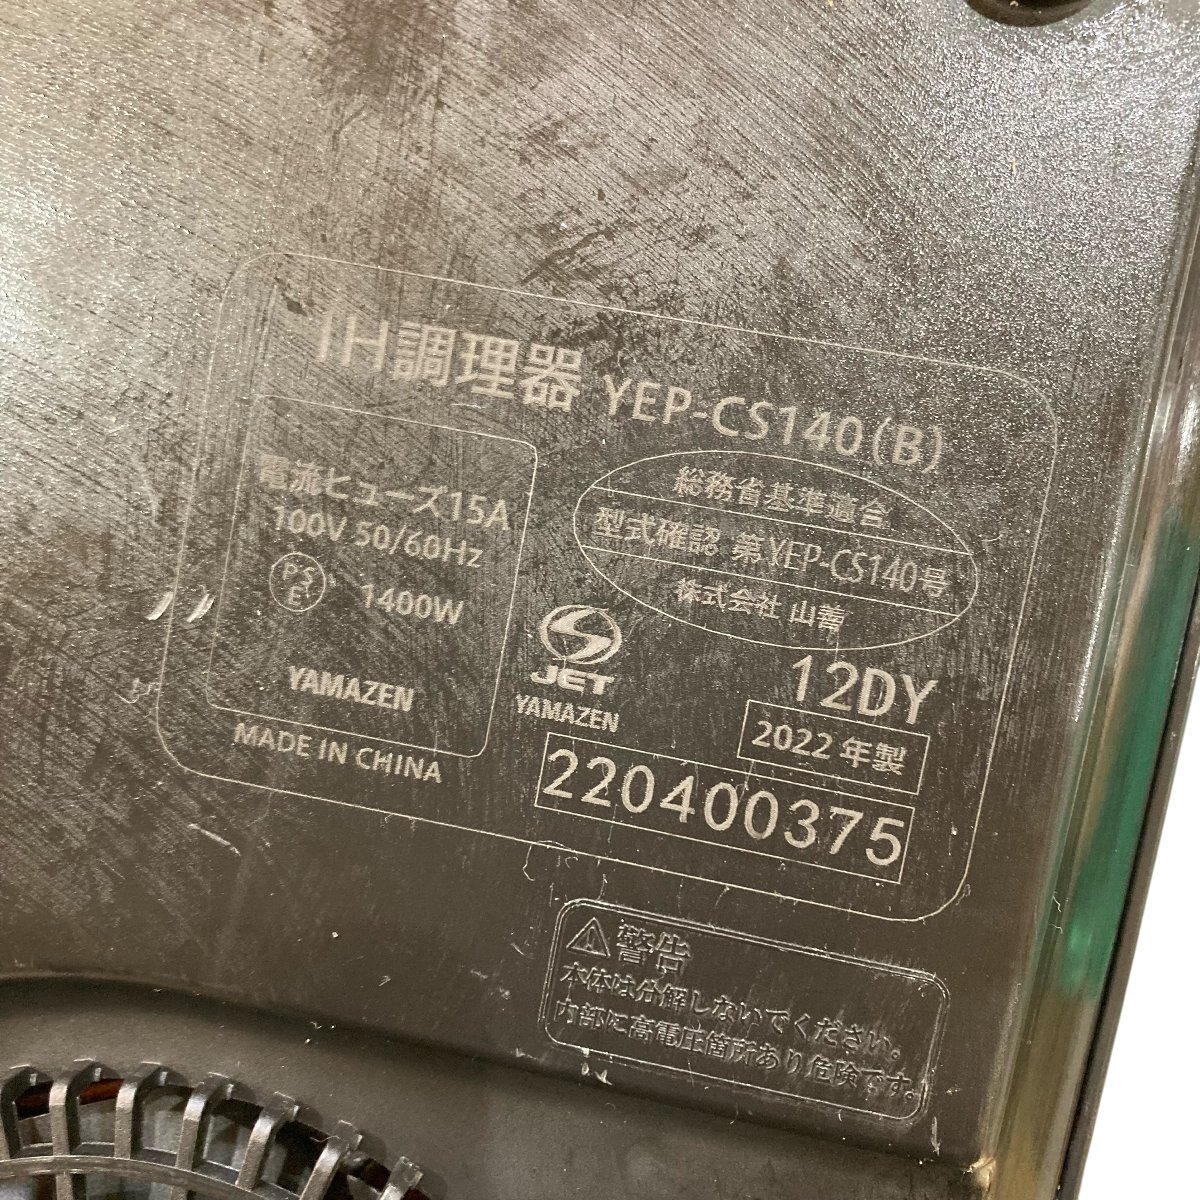 IH調理器 YEP-CS140(B)
電流ヒューズ15A
100V 50/60Hz
PSE 1400W
YAMAZEN
MADE IN CHINA
総務省基準適合
型式確認 第YEP-CS140号
株式会社 山善
JET
YAMAZEN
12DY
2022年製
220400375
警告
本体は分解しないでください。
内部に高電圧箇所あり危険です。